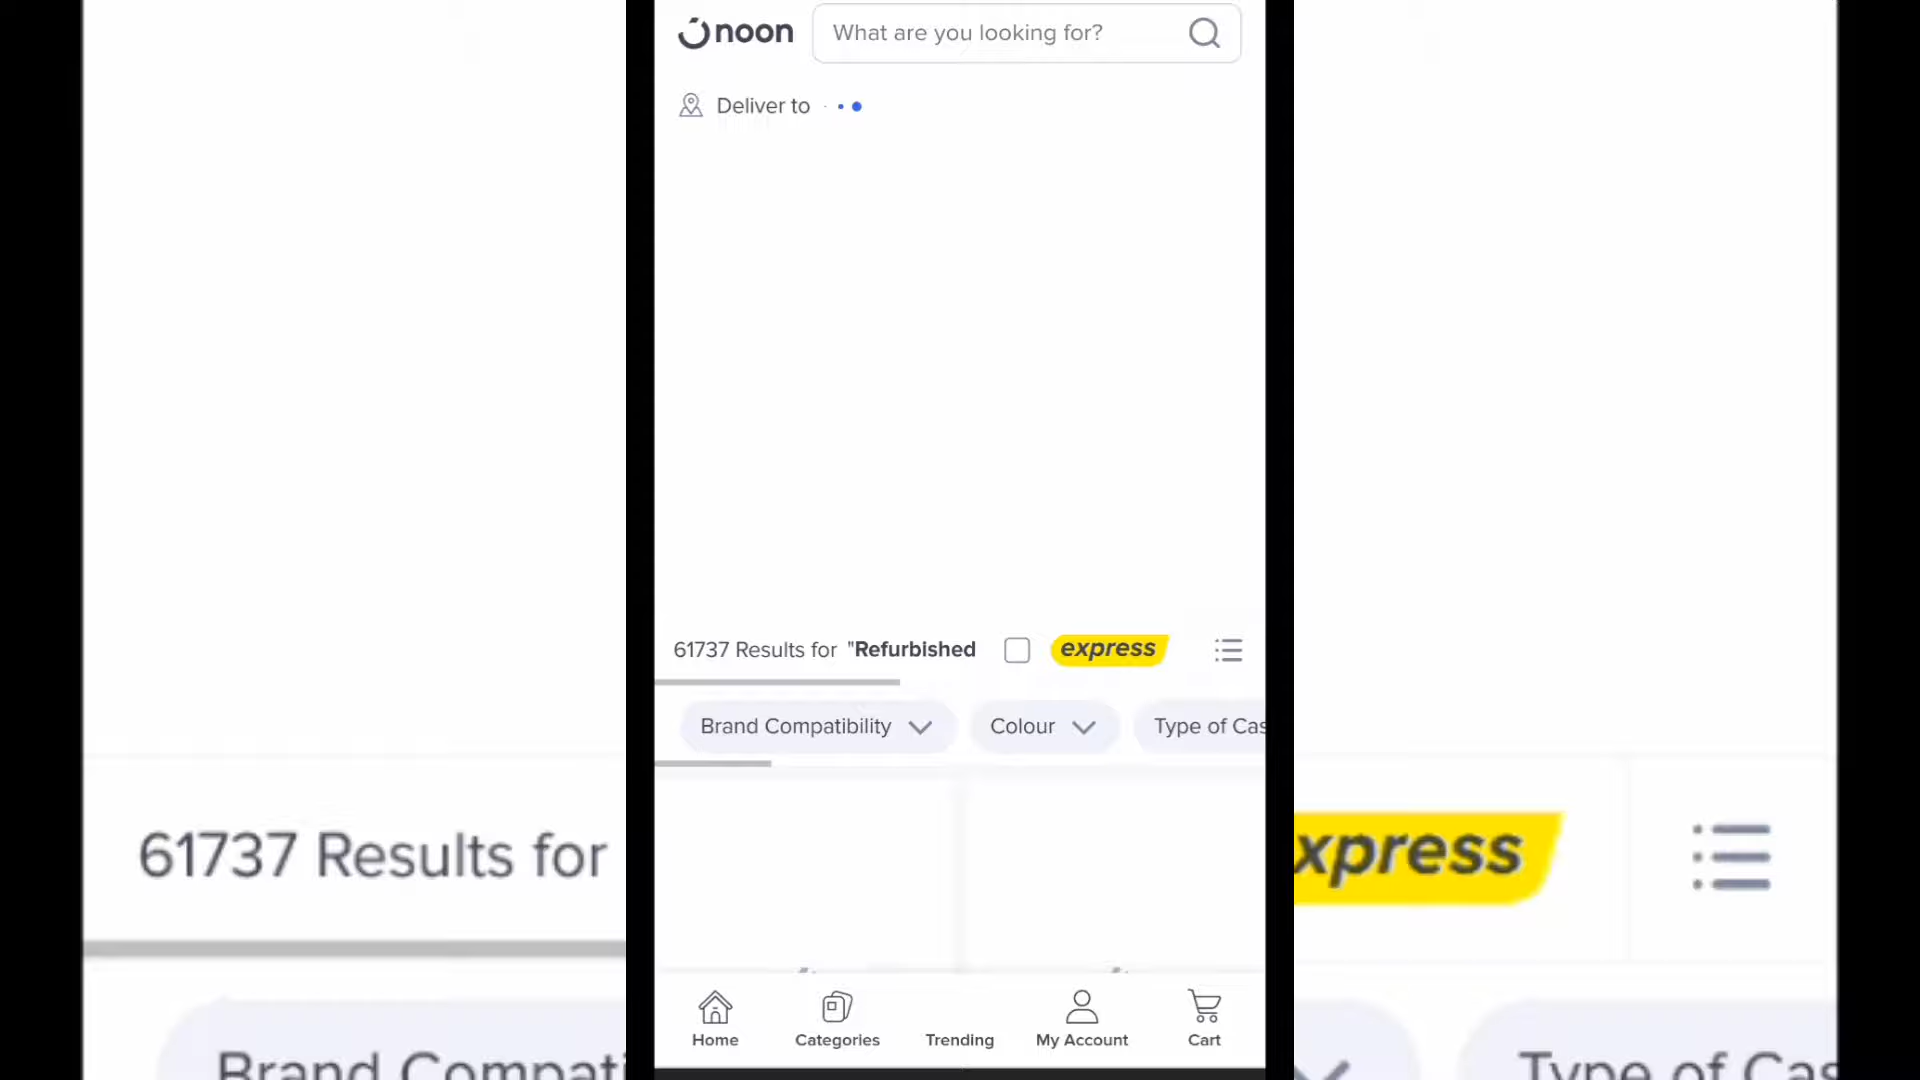 noon
What are you looking for?
Deliver to
61737 Results for "Refurbished
express
Brand Compatibility
Colour
Type of Cas
Home
Categories
Trending
My Account
Cart
61737 Results for
xpress
Brand Compati
Type of Cas